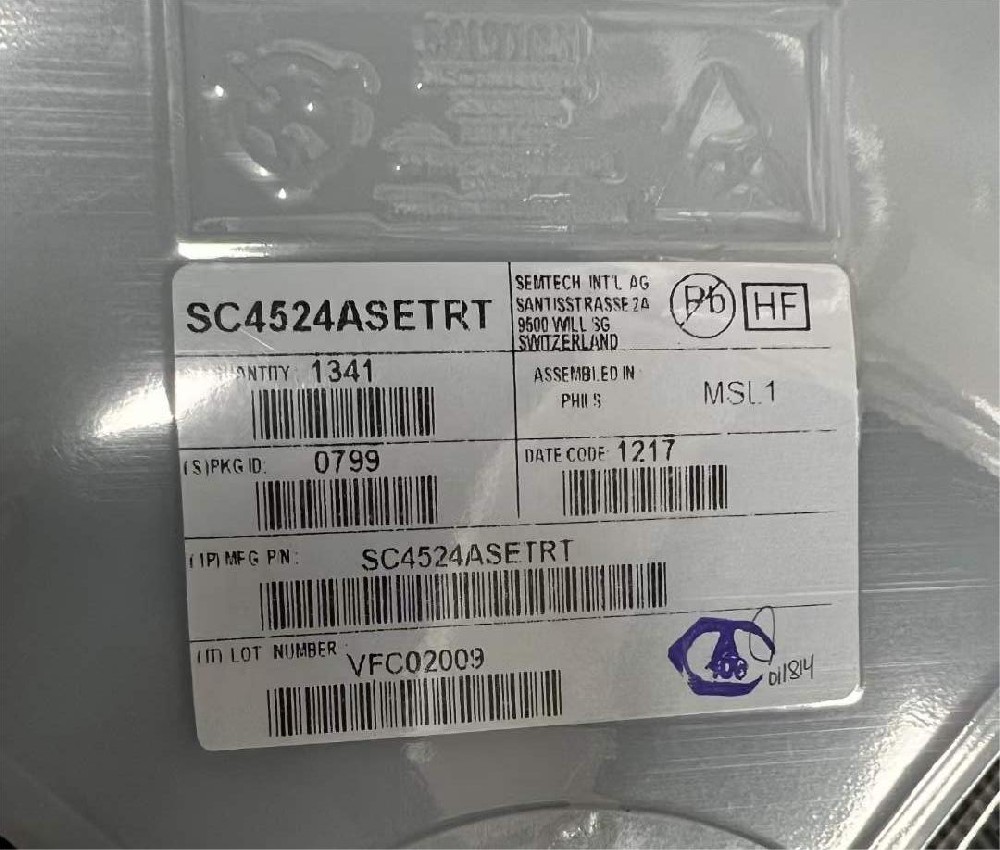 SC4524ASETRT
SEMTECH INT'L AG
SANTISSTRASSE 2A
9500 WILL SG
SWITZERLAND
Pb
HF
ANTITY 1341
ASSEMBLED IN
PHILS
MSL1
(S)PKG ID: 0799
DATE CODE: 1217
(1P) MFG P/N: SC4524ASETRT
(1T) LOT NUMBER VFC02009
011814